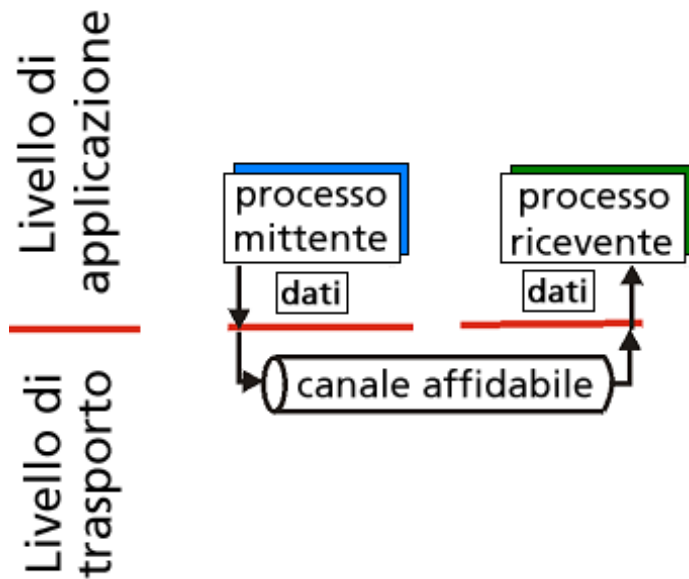 Livello di
applicazione
processo
mittente
dati
processo
ricevente
dati
Livello di
trasporto
canale affidabile